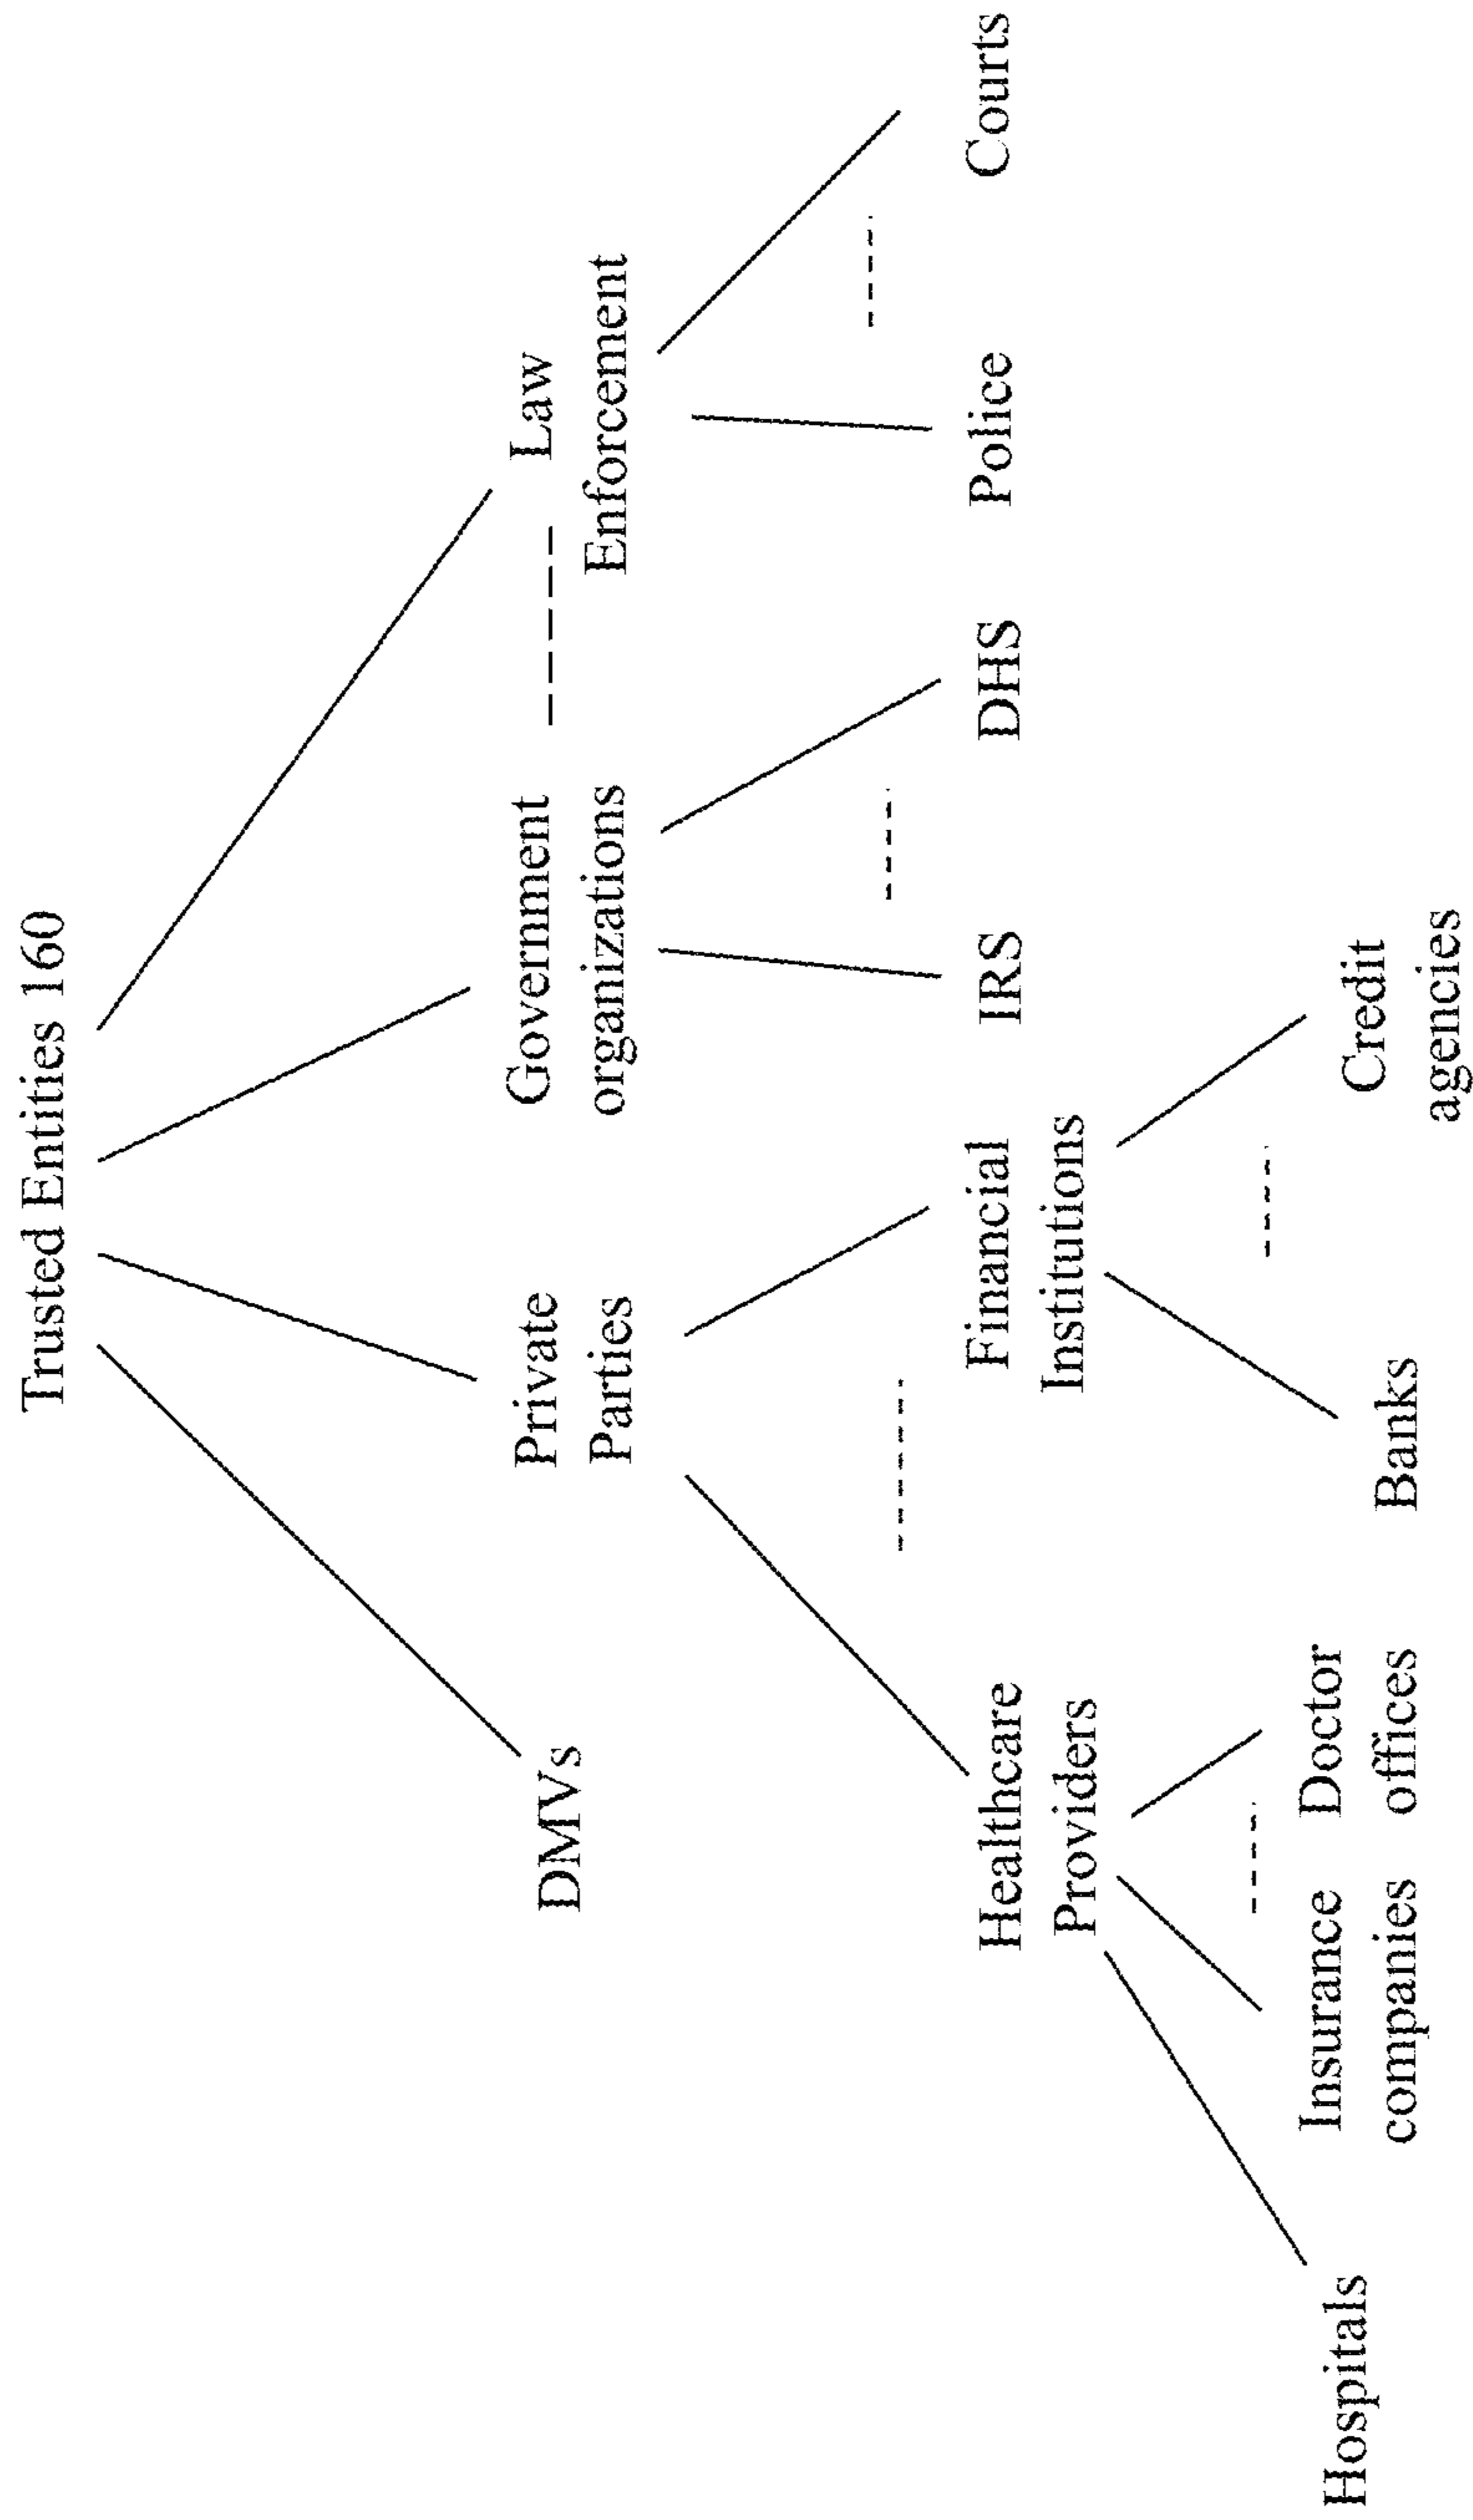 Trusted Entities 160
DMVs
Private
Parties
Government
organizations
Law
Enforcement
Healthcare
Providers
Financial
Institutions
IRS
DHS
Police
Courts
Hospitals
Insurance
companies
Doctor
offices
Banks
Credit
agencies